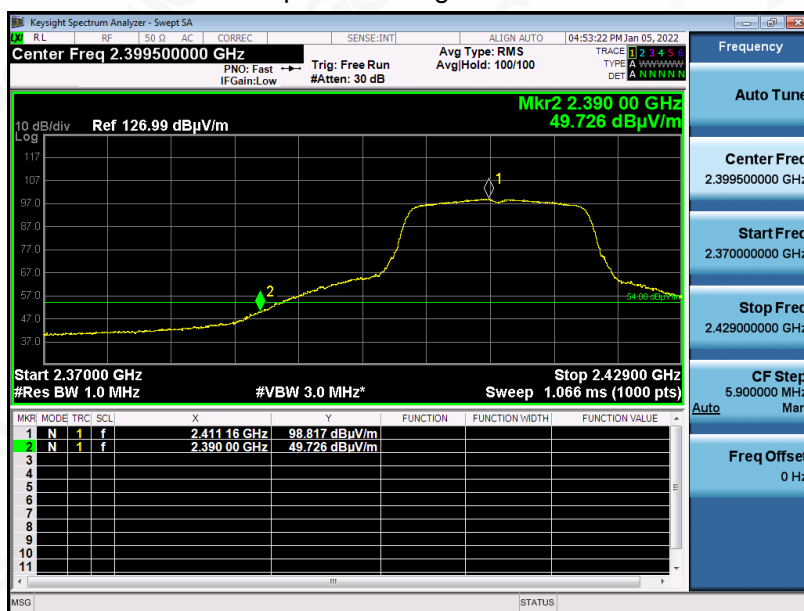 Keysight Spectrum Analyzer - Swept SA
LXI RL RF 50 Ω AC CORREC SENSE:INT ALIGN AUTO 04:53:22 PM Jan 05, 2022
Center Freq 2.399500000 GHz
PNO: Fast
IFGain:Low
Trig: Free Run
#Atten: 30 dB
Avg Type: RMS
Avg|Hold: 100/100
TRACE 1 2 3 4 5 6
TYPE A WWWWW
DET A N N N N N
Mkr2 2.390 00 GHz
49.726 dBµV/m
10 dB/div Ref 126.99 dBµV/m
Log
117
107
97.0
87.0
77.0
67.0
57.0
47.0
37.0
1
2
54.00 dBµV/m
Start 2.37000 GHz Stop 2.42900 GHz
#Res BW 1.0 MHz #VBW 3.0 MHz* Sweep 1.066 ms (1000 pts)
MKR MODE TRC SCL X Y FUNCTION FUNCTION WIDTH FUNCTION VALUE
1 N 1 f 2.411 16 GHz 98.817 dBµV/m
2 N 1 f 2.390 00 GHz 49.726 dBµV/m
3
4
5
6
7
8
9
10
11
MSG STATUS
Frequency
Auto Tune
Center Freq
2.399500000 GHz
Start Freq
2.370000000 GHz
Stop Freq
2.429000000 GHz
CF Step
5.900000 MHz
Auto Man
Freq Offset
0 Hz